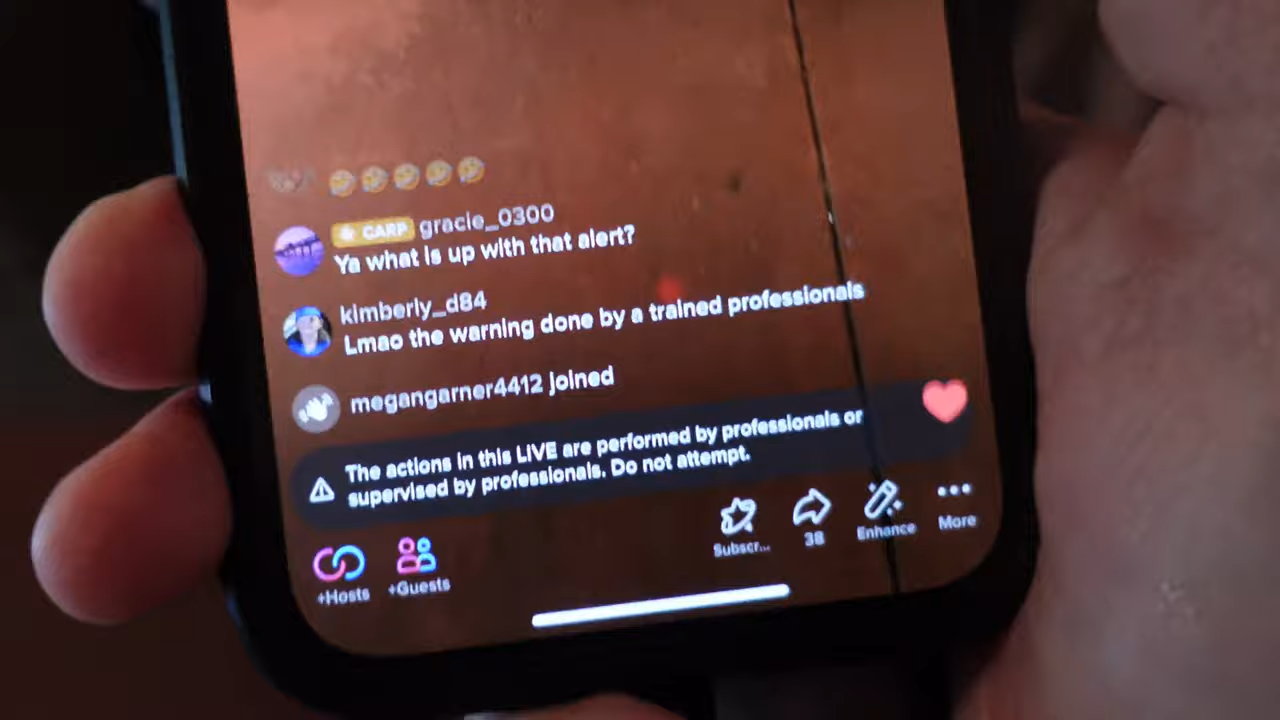 CARP gracie_0300
Ya what is up with that alert?
kimberly_d84
Lmao the warning done by a trained professionals
megangarner4412 joined
The actions in this LIVE are performed by professionals or
supervised by professionals. Do not attempt.
+Hosts
+Guests
Subscr...
38
Enhance
More